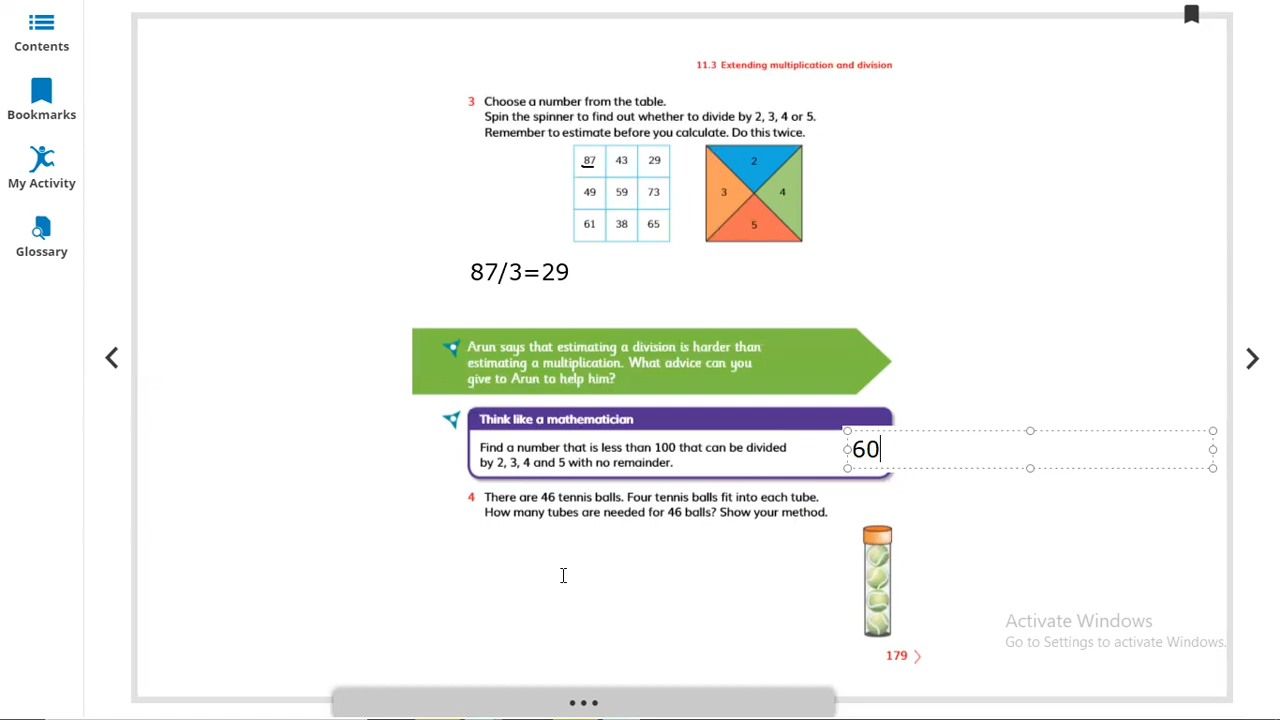 Contents
Bookmarks
My Activity
Glossary
11.3 Extending multiplication and division
3 Choose a number from the table.
Spin the spinner to find out whether to divide by 2, 3, 4 or 5.
Remember to estimate before you calculate. Do this twice.
87 43 29
49 59 73
61 38 65
2
3 4
5
87/3=29
Arun says that estimating a division is harder than
estimating a multiplication. What advice can you
give to Arun to help him?
Think like a mathematician
Find a number that is less than 100 that can be divided
by 2, 3, 4 and 5 with no remainder.
60
4 There are 46 tennis balls. Four tennis balls fit into each tube.
How many tubes are needed for 46 balls? Show your method.
Activate Windows
Go to Settings to activate Windows.
179